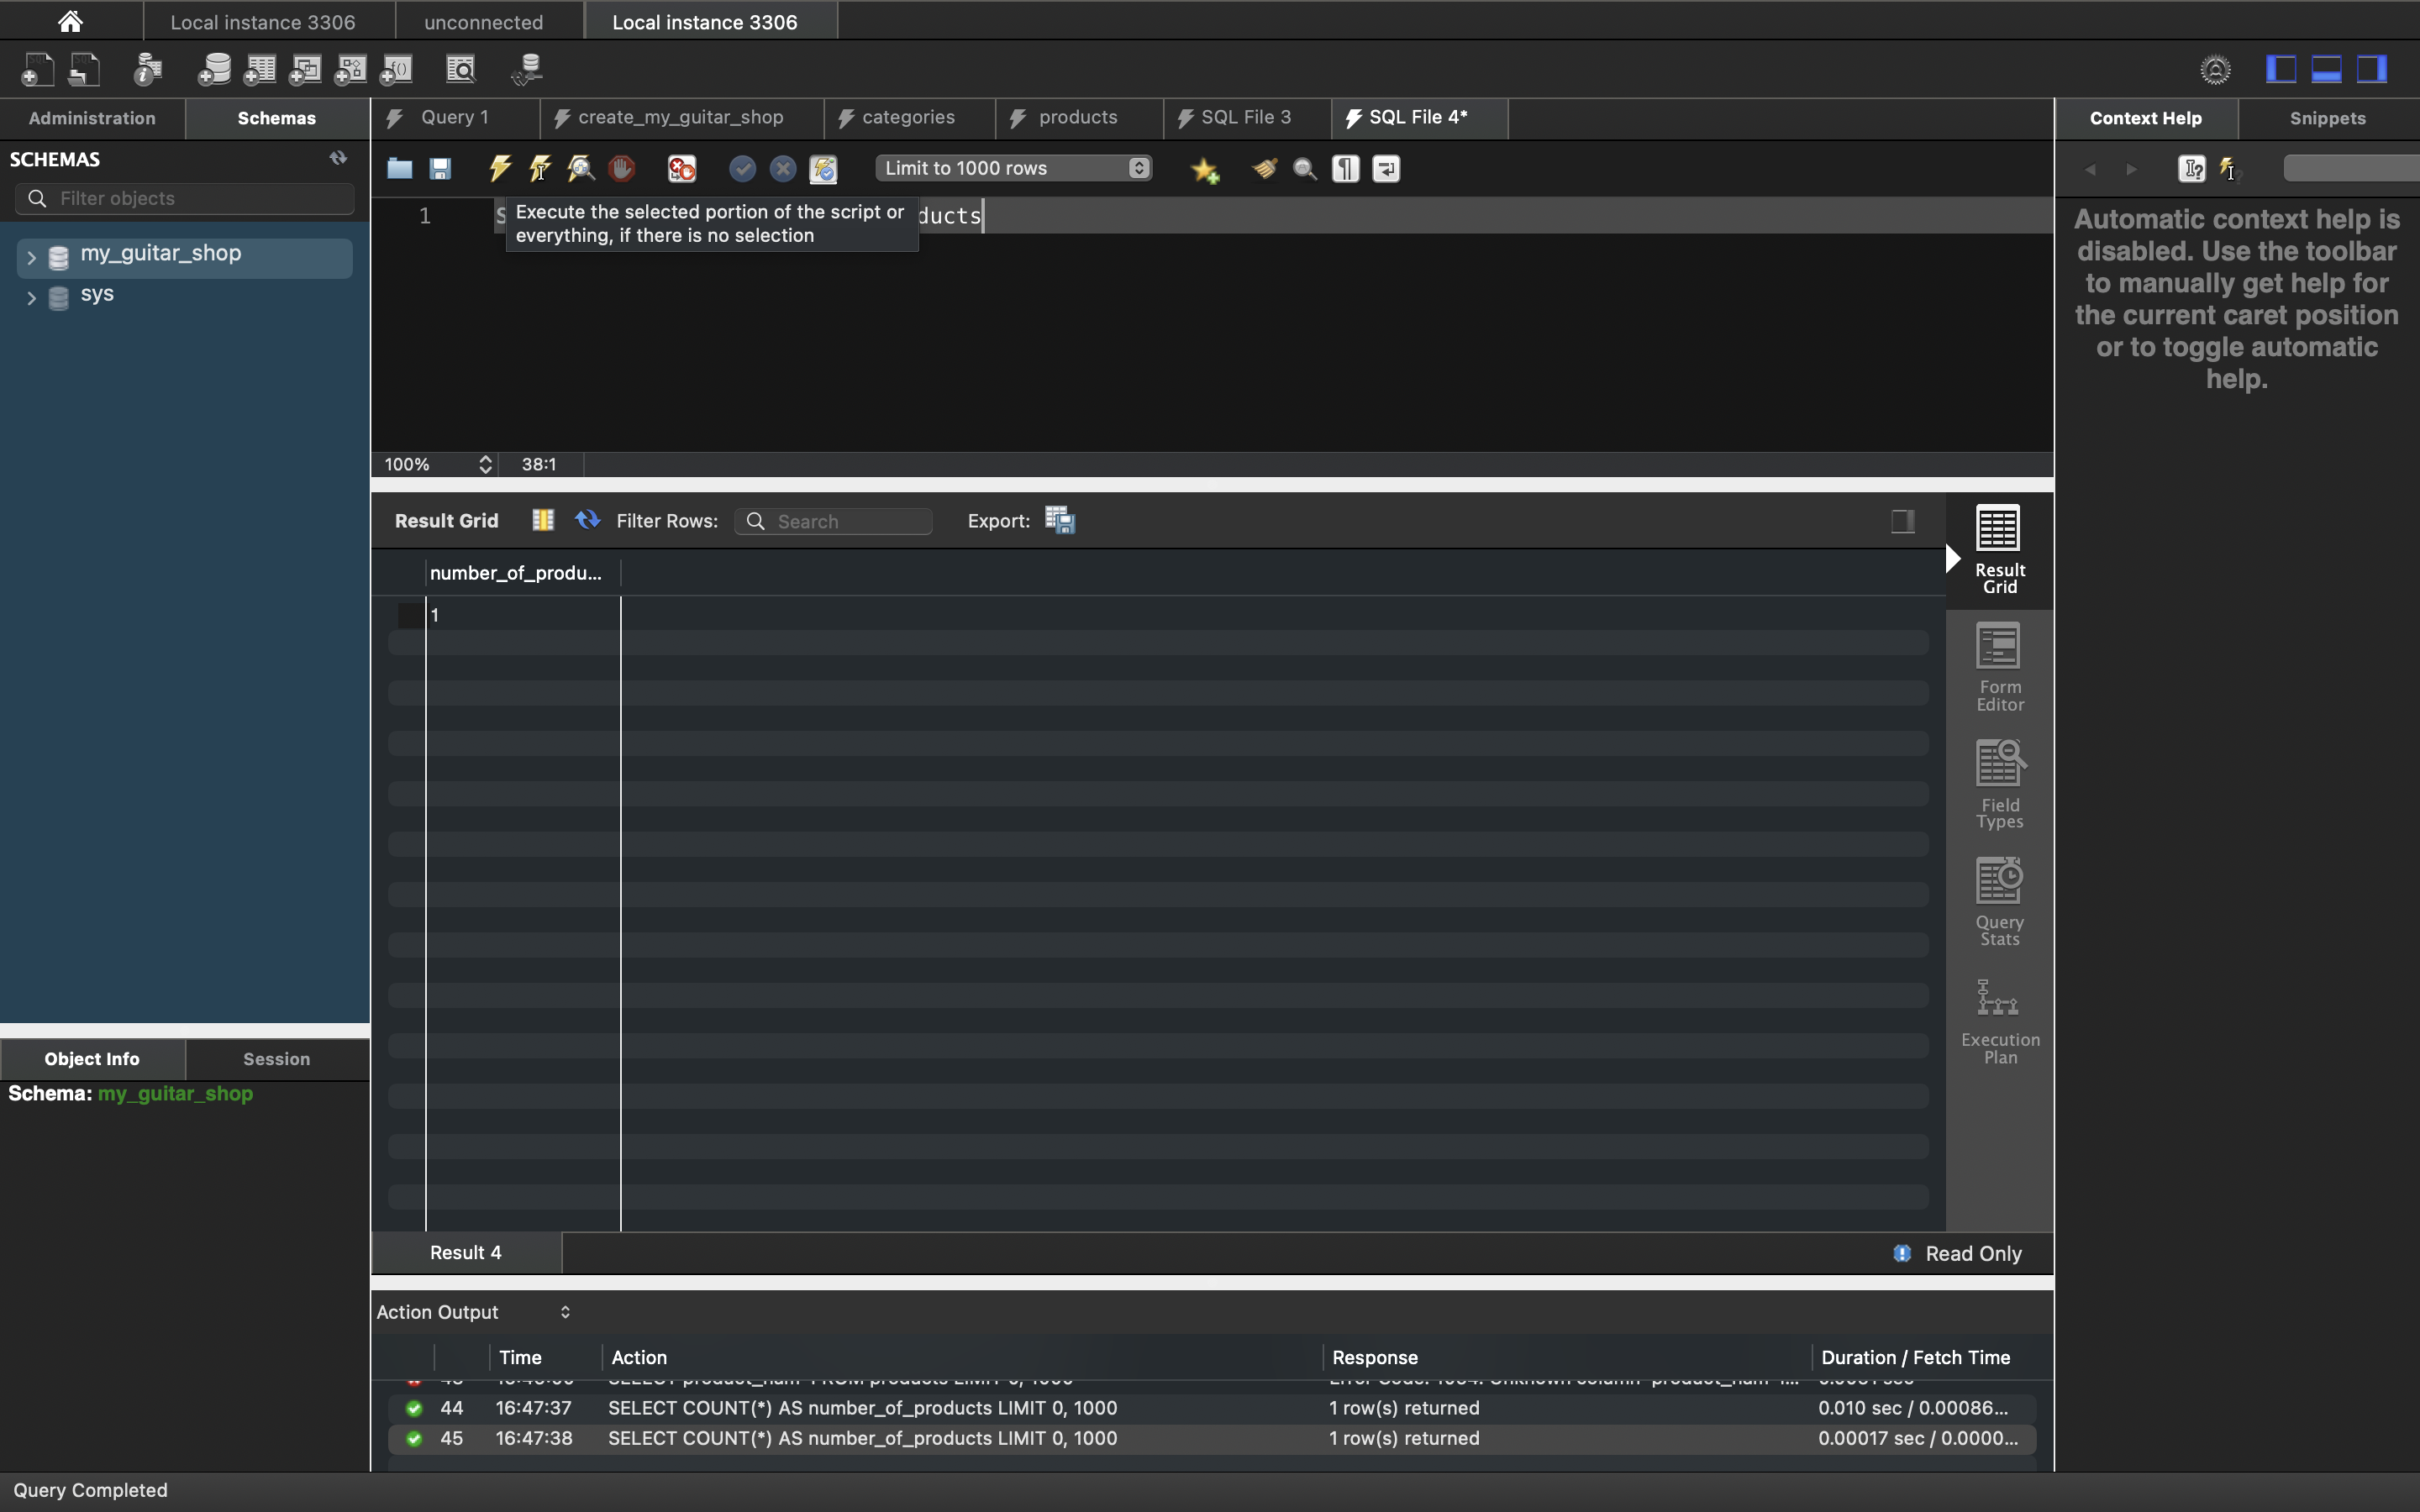 Local instance 3306
unconnected
Local instance 3306
Administration
Schemas
Query 1
create_my_guitar_shop
categories
products
SQL File 3
SQL File 4*
Context Help
Snippets
SCHEMAS
Limit to 1000 rows
Filter objects
1
Execute the selected portion of the script or
everything, if there is no selection
ducts
my_guitar_shop
sys
Automatic context help is
disabled. Use the toolbar
to manually get help for
the current caret position
or to toggle automatic
help.
100%
38:1
Result Grid
Filter Rows:
Search
Export:
number_of_produ...
1
Result
Grid
Form
Editor
Field
Types
Query
Stats
Execution
Plan
Object Info
Session
Schema: my_guitar_shop
Result 4
Read Only
Action Output
Time
Action
Response
Duration / Fetch Time
44 16:47:37 SELECT COUNT(*) AS number_of_products LIMIT 0, 1000 1 row(s) returned 0.010 sec / 0.00086...
45 16:47:38 SELECT COUNT(*) AS number_of_products LIMIT 0, 1000 1 row(s) returned 0.00017 sec / 0.0000...
Query Completed